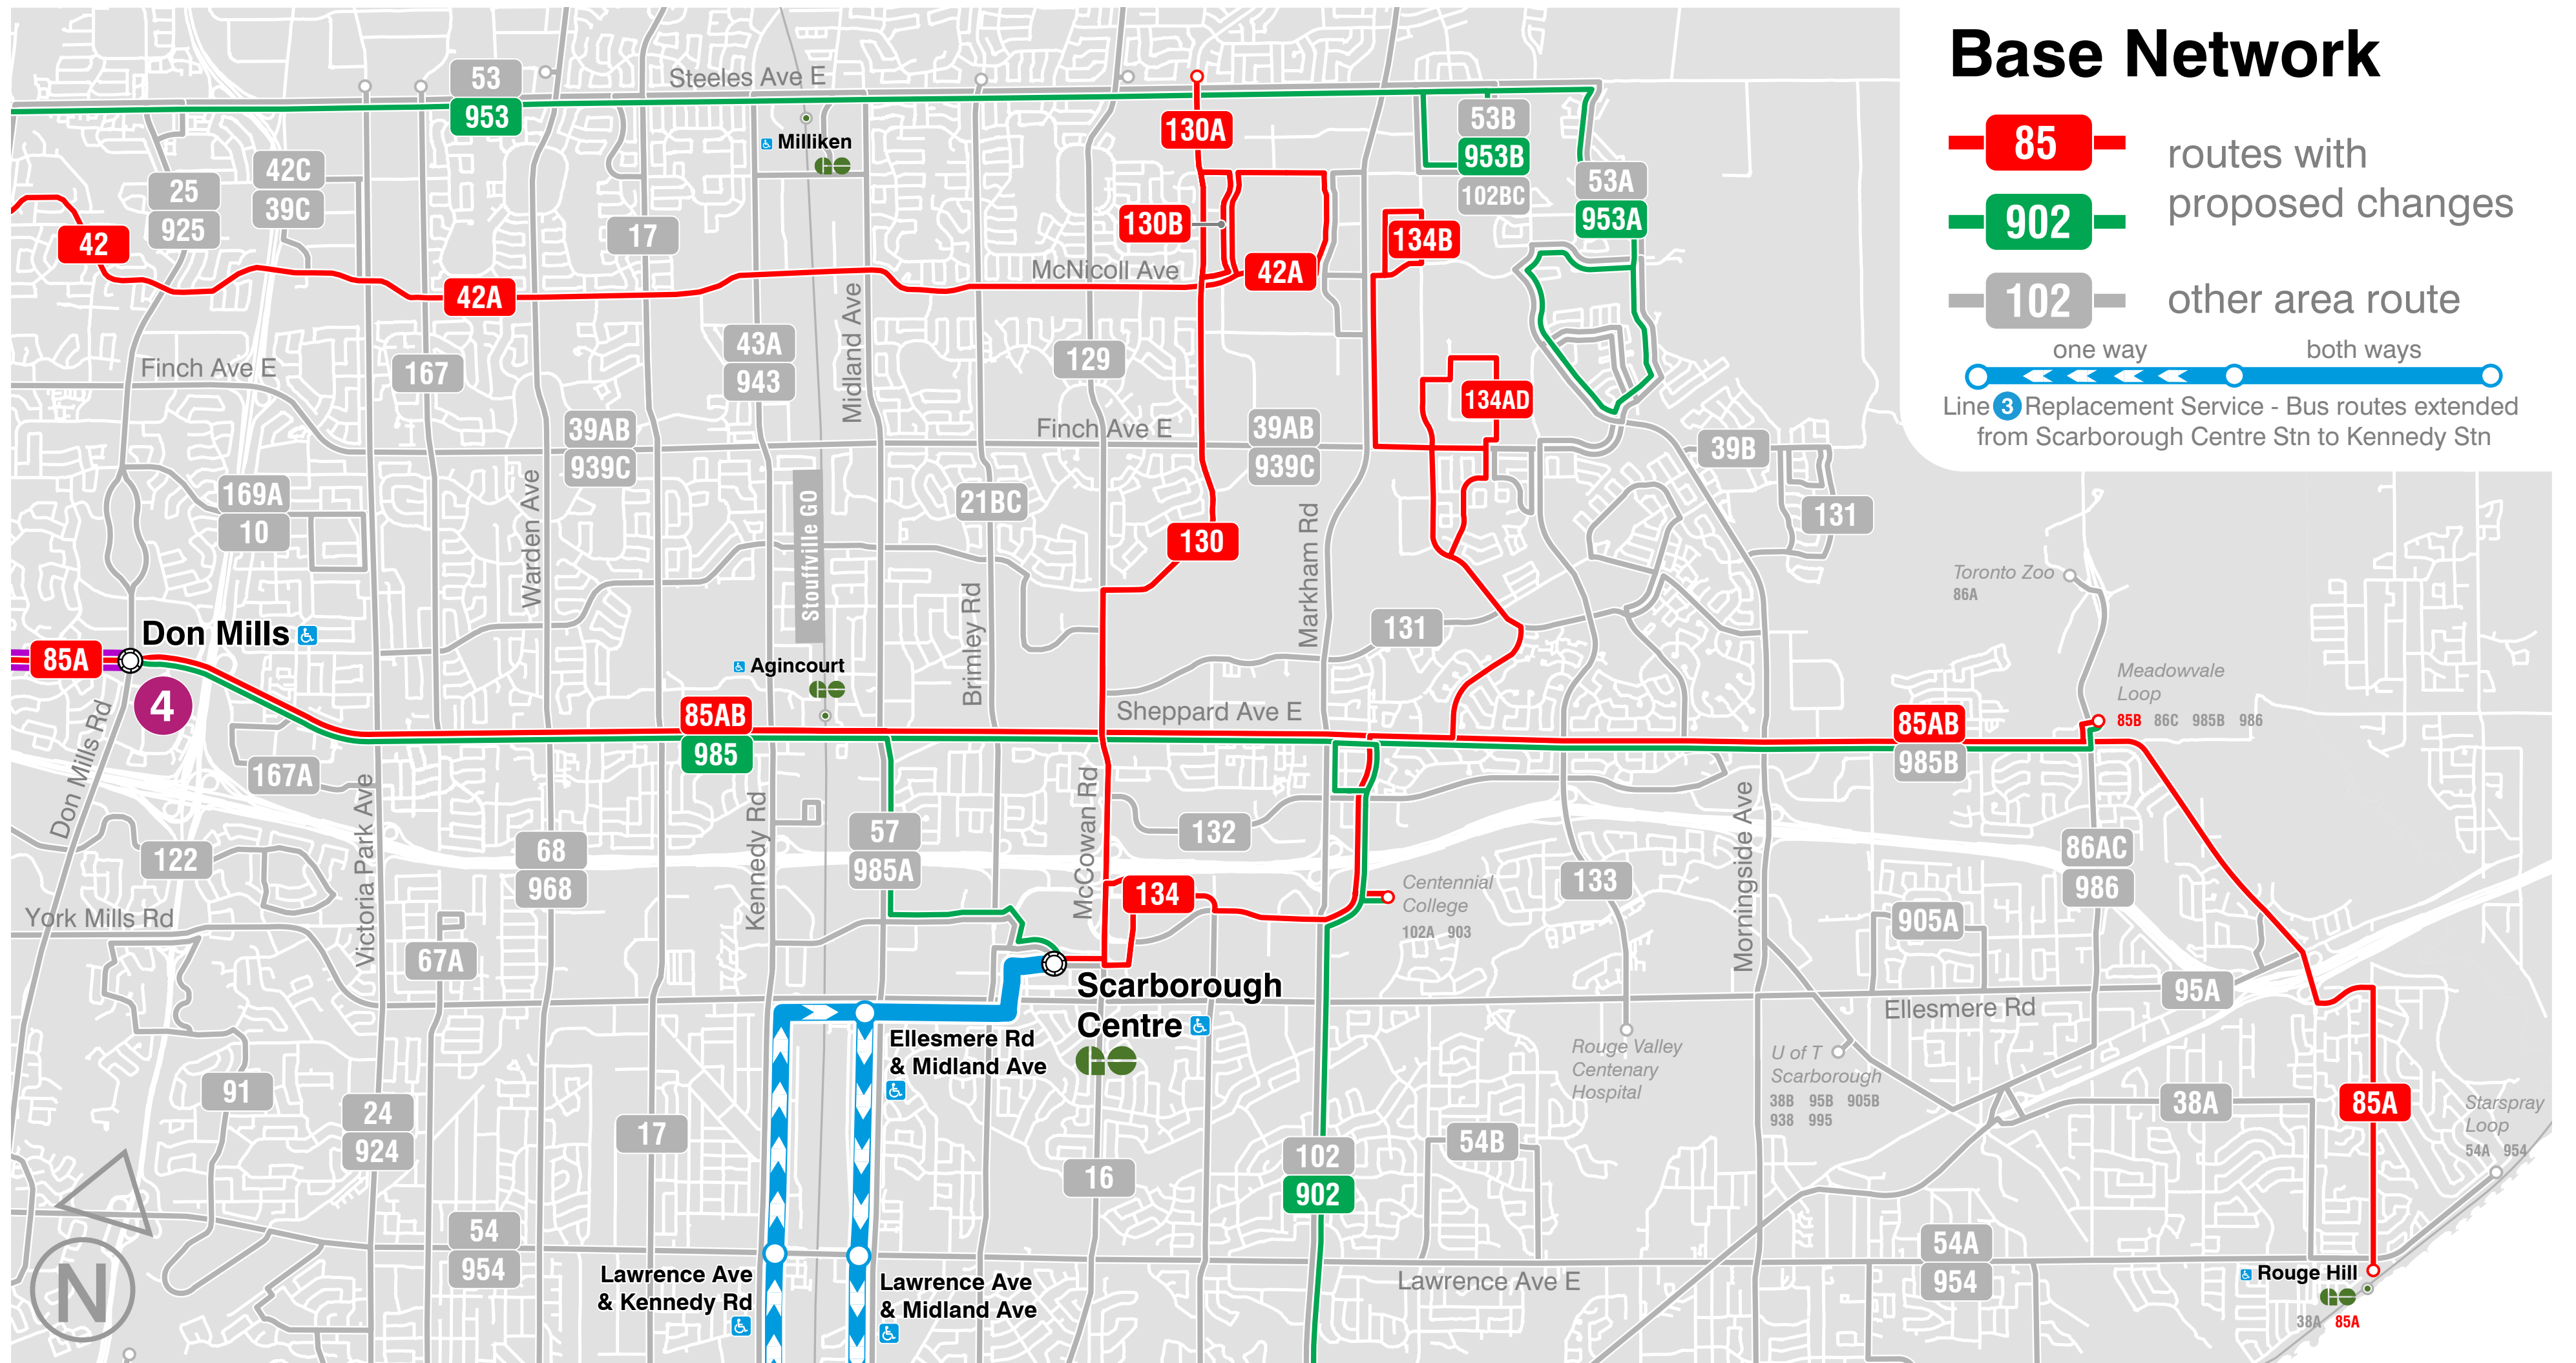 Base Network
85
902
routes with
proposed changes
102
other area route
one way
both ways
Line 3 Replacement Service - Bus routes extended
from Scarborough Centre Stn to Kennedy Stn
53
953
Steeles Ave E
Milliken
130A
53B
953B
102BC
53A
953A
25
925
42C
39C
17
130B
134B
42
42A
McNicoll Ave
42A
Midland Ave
43A
943
129
Finch Ave E
167
134AD
39AB
939C
Finch Ave E
39AB
939C
39B
169A
10
Warden Ave
Stouffville GO
21BC
Markham Rd
131
130
Toronto Zoo
86A
Brimley Rd
131
Don Mills
85A
4
Agincourt
Meadowvale
Loop
85B 86C 985B 986
85AB
985
Sheppard Ave E
85AB
985B
Don Mills Rd
167A
Victoria Park Ave
Kennedy Rd
McCowan Rd
Morningside Ave
57
985A
132
122
68
968
86AC
986
134
Centennial
College
102A 903
133
905A
York Mills Rd
67A
Scarborough
Centre
95A
Ellesmere Rd
Ellesmere Rd
& Midland Ave
Rouge Valley
Centenary
Hospital
U of T
Scarborough
38B 95B 905B
938 995
91
24
924
17
38A
85A
Starspray
Loop
54A 954
54B
102
902
16
54
954
54A
954
N
Lawrence Ave
& Kennedy Rd
Lawrence Ave
& Midland Ave
Lawrence Ave E
Rouge Hill
38A 85A